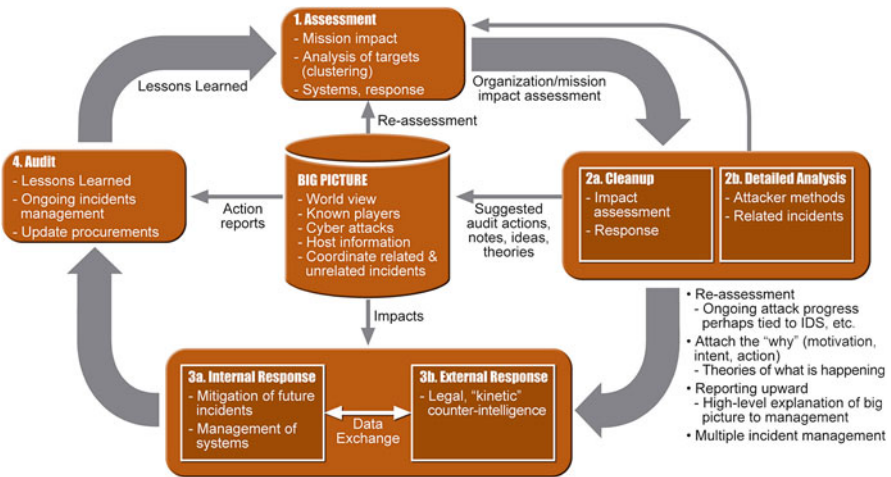 1. Assessment
- Mission impact
- Analysis of targets
(clustering)
- Systems, response
Lessons Learned
Organization/mission
impact assessment
Re-assessment
4. Audit
- Lessons Learned
- Ongoing incidents
management
- Update procurements
Action
reports
BIG PICTURE
- World view
- Known players
- Cyber attacks
- Host information
- Coordinate related &
unrelated incidents
Suggested
audit actions,
notes, ideas,
theories
2a. Cleanup
- Impact
assessment
- Response
2b. Detailed Analysis
- Attacker methods
- Related incidents
Impacts
• Re-assessment
- Ongoing attack progress
perhaps tied to IDS, etc.
• Attach the “why” (motivation,
intent, action)
- Theories of what is happening
• Reporting upward
- High-level explanation of big
picture to management
• Multiple incident management
3a. Internal Response
- Mitigation of future
incidents
- Management of
systems
Data
Exchange
3b. External Response
- Legal, “kinetic”
counter-intelligence